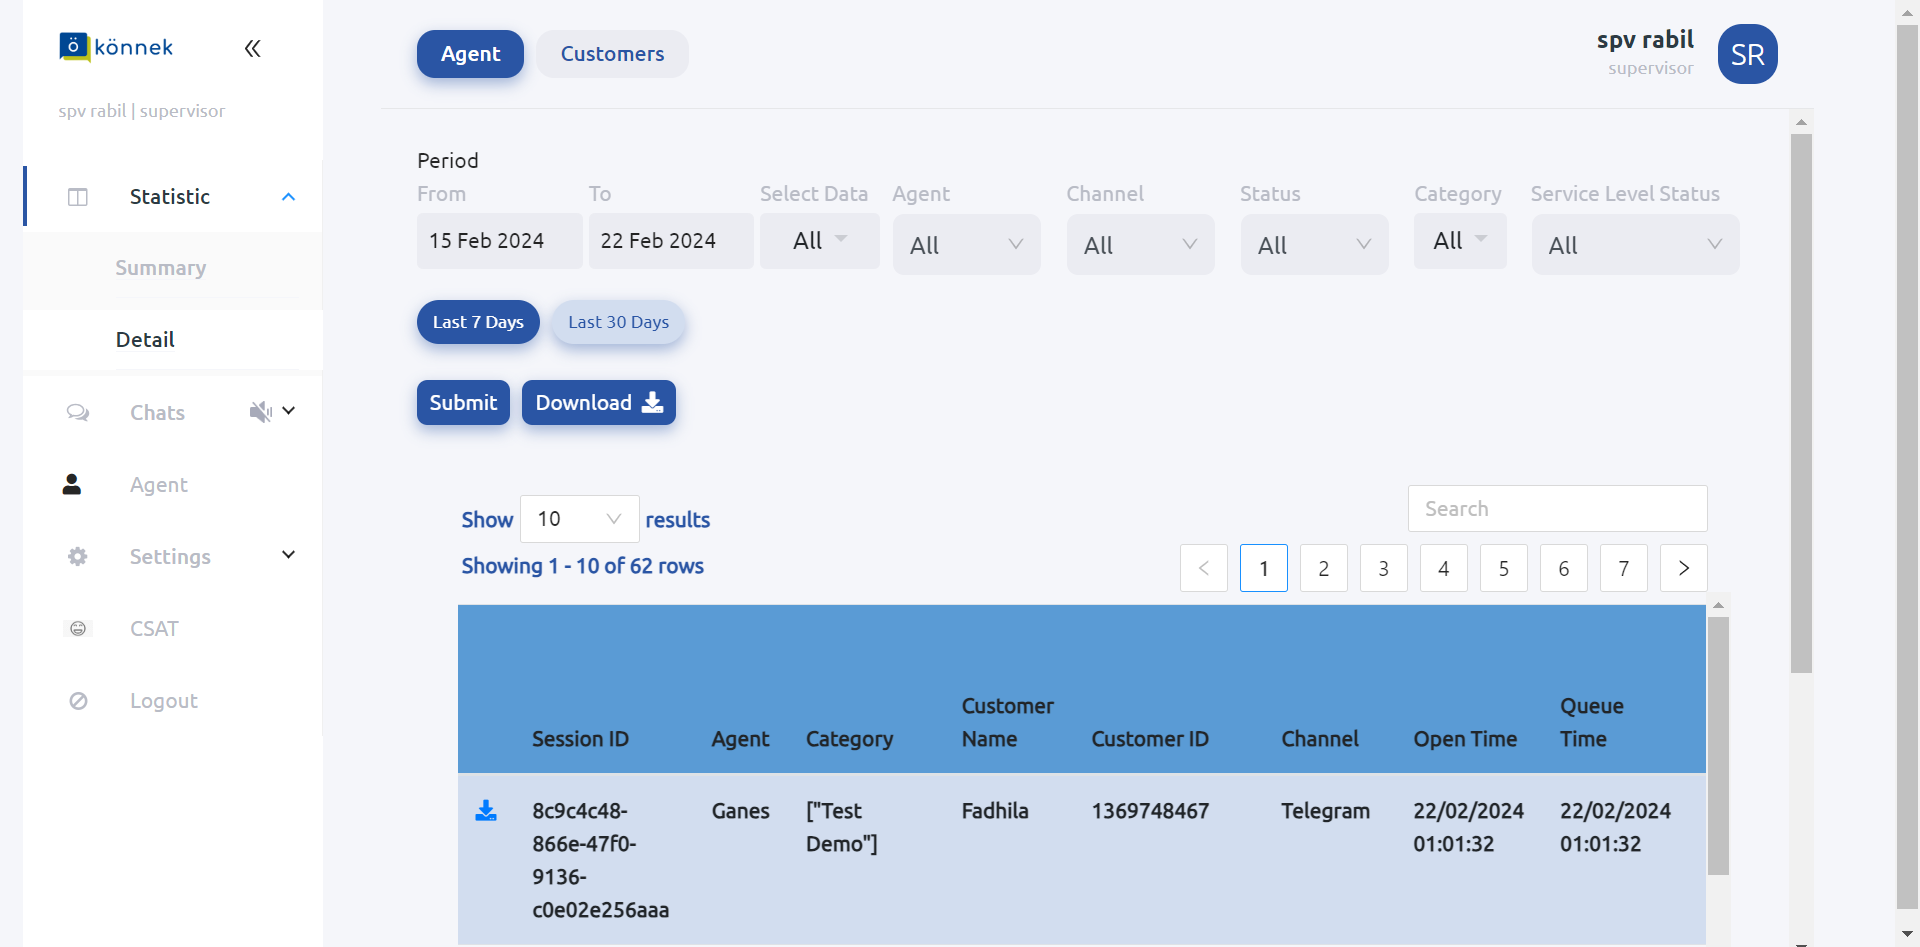 ö könnek
spv rabil | supervisor
Statistic
Summary
Detail
Chats
Agent
Settings
CSAT
Logout
Agent Customers
spv rabil
supervisor
SR
Period
From To Select Data Agent Channel Status Category Service Level Status
15 Feb 2024 22 Feb 2024 All All All All All All
Last 7 Days Last 30 Days
Submit Download
Show 10 results
Showing 1 - 10 of 62 rows
Search
< 1 2 3 4 5 6 7 >
Customer Queue
Session ID Agent Category Name Customer ID Channel Open Time Time
8c9c4c48- Ganes ["Test Fadhila 1369748467 Telegram 22/02/2024 22/02/2024
866e-47f0- Demo"] 01:01:32 01:01:32
9136-
c0e02e256aaa